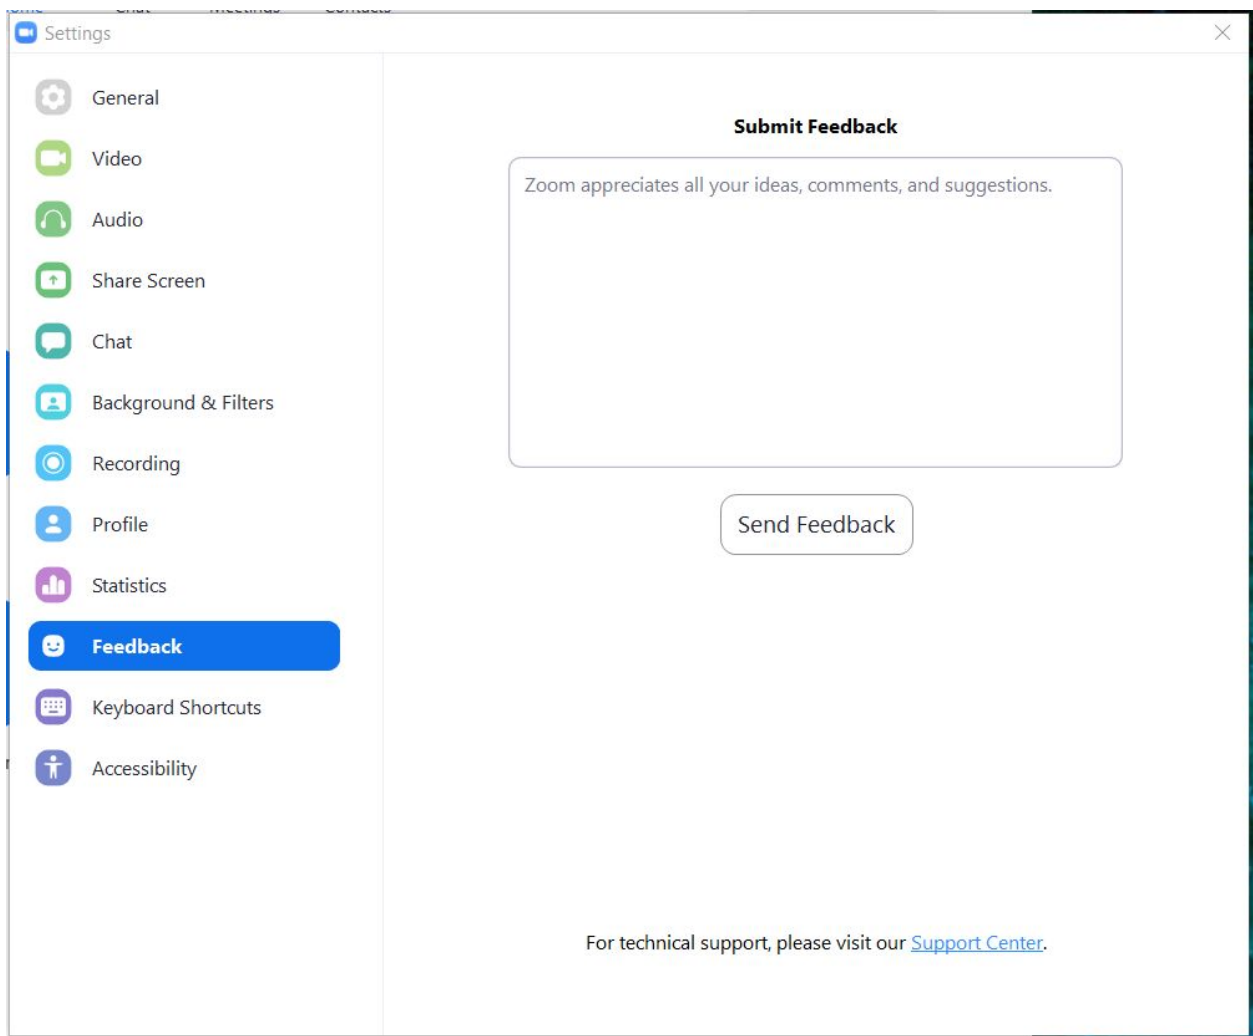 Settings
General
Submit Feedback
Video
Zoom appreciates all your ideas, comments, and suggestions.
Audio
Share Screen
Chat
Background & Filters
Recording
Profile
Send Feedback
Statistics
Feedback
Keyboard Shortcuts
Accessibility
For technical support, please visit our Support Center.